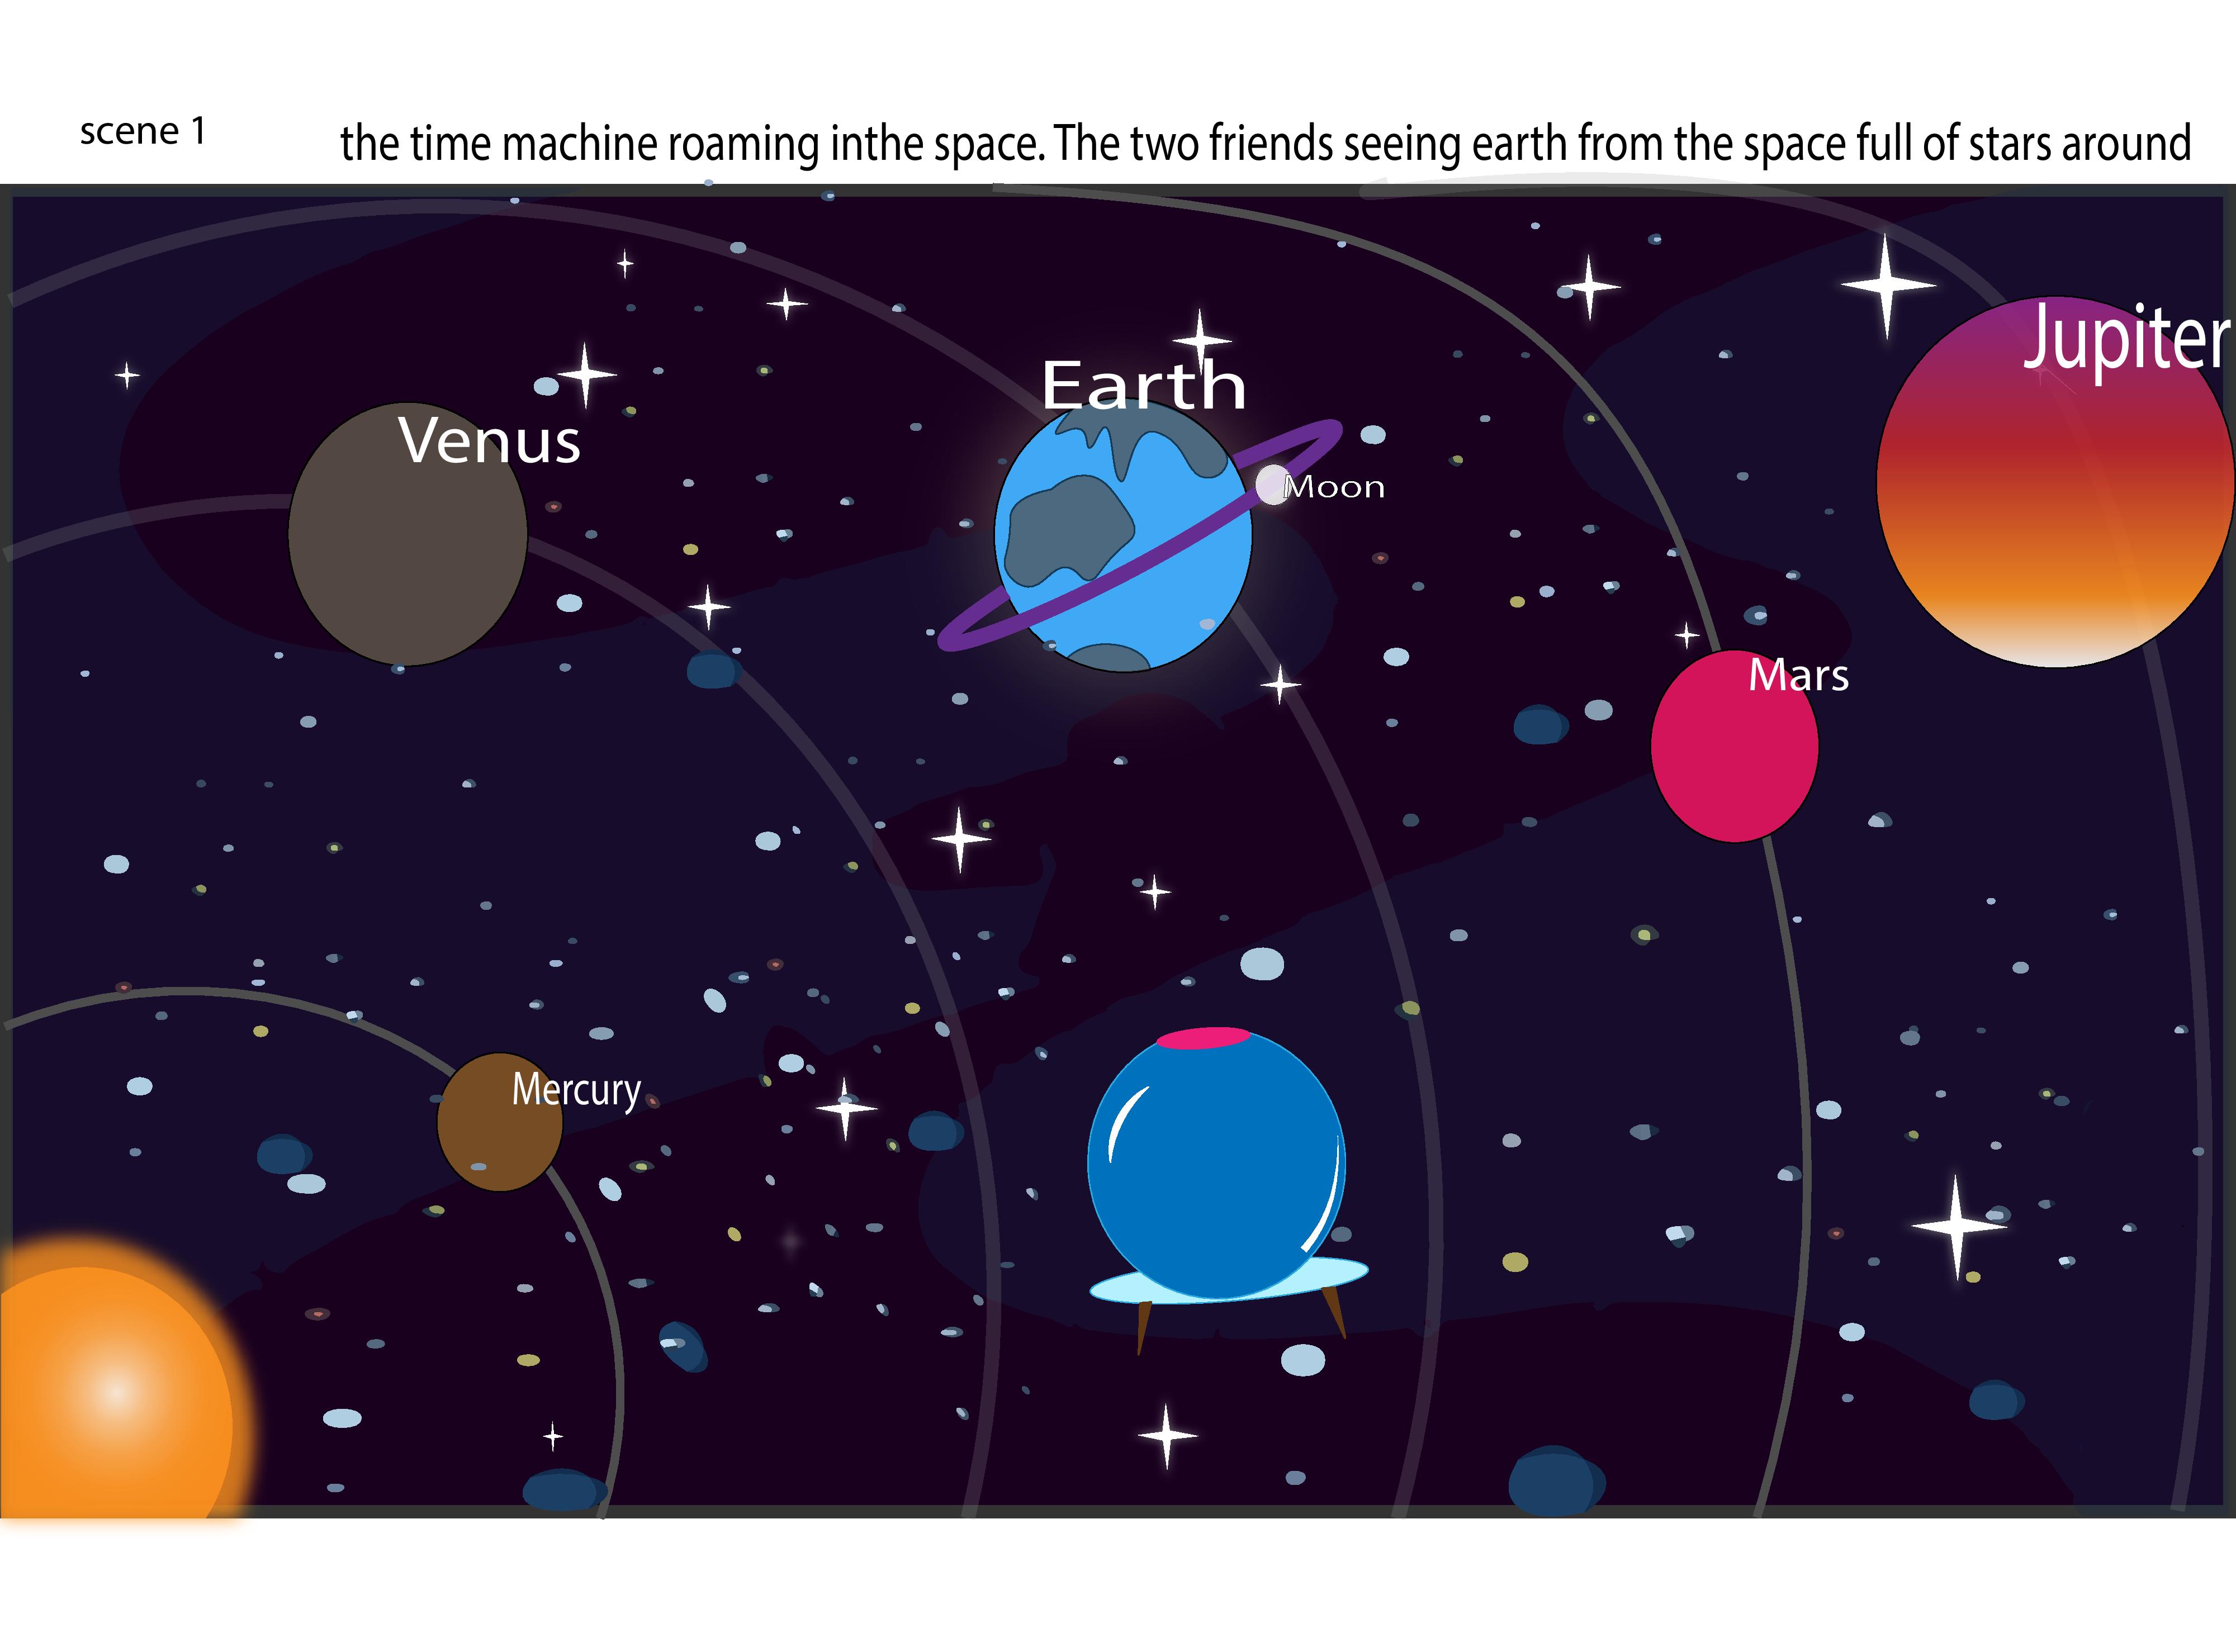 scene 1
the time machine roaming inthe space. The two friends seeing earth from the space full of stars around
Jupiter
Earth
Venus
Moon
Mars
Mercury